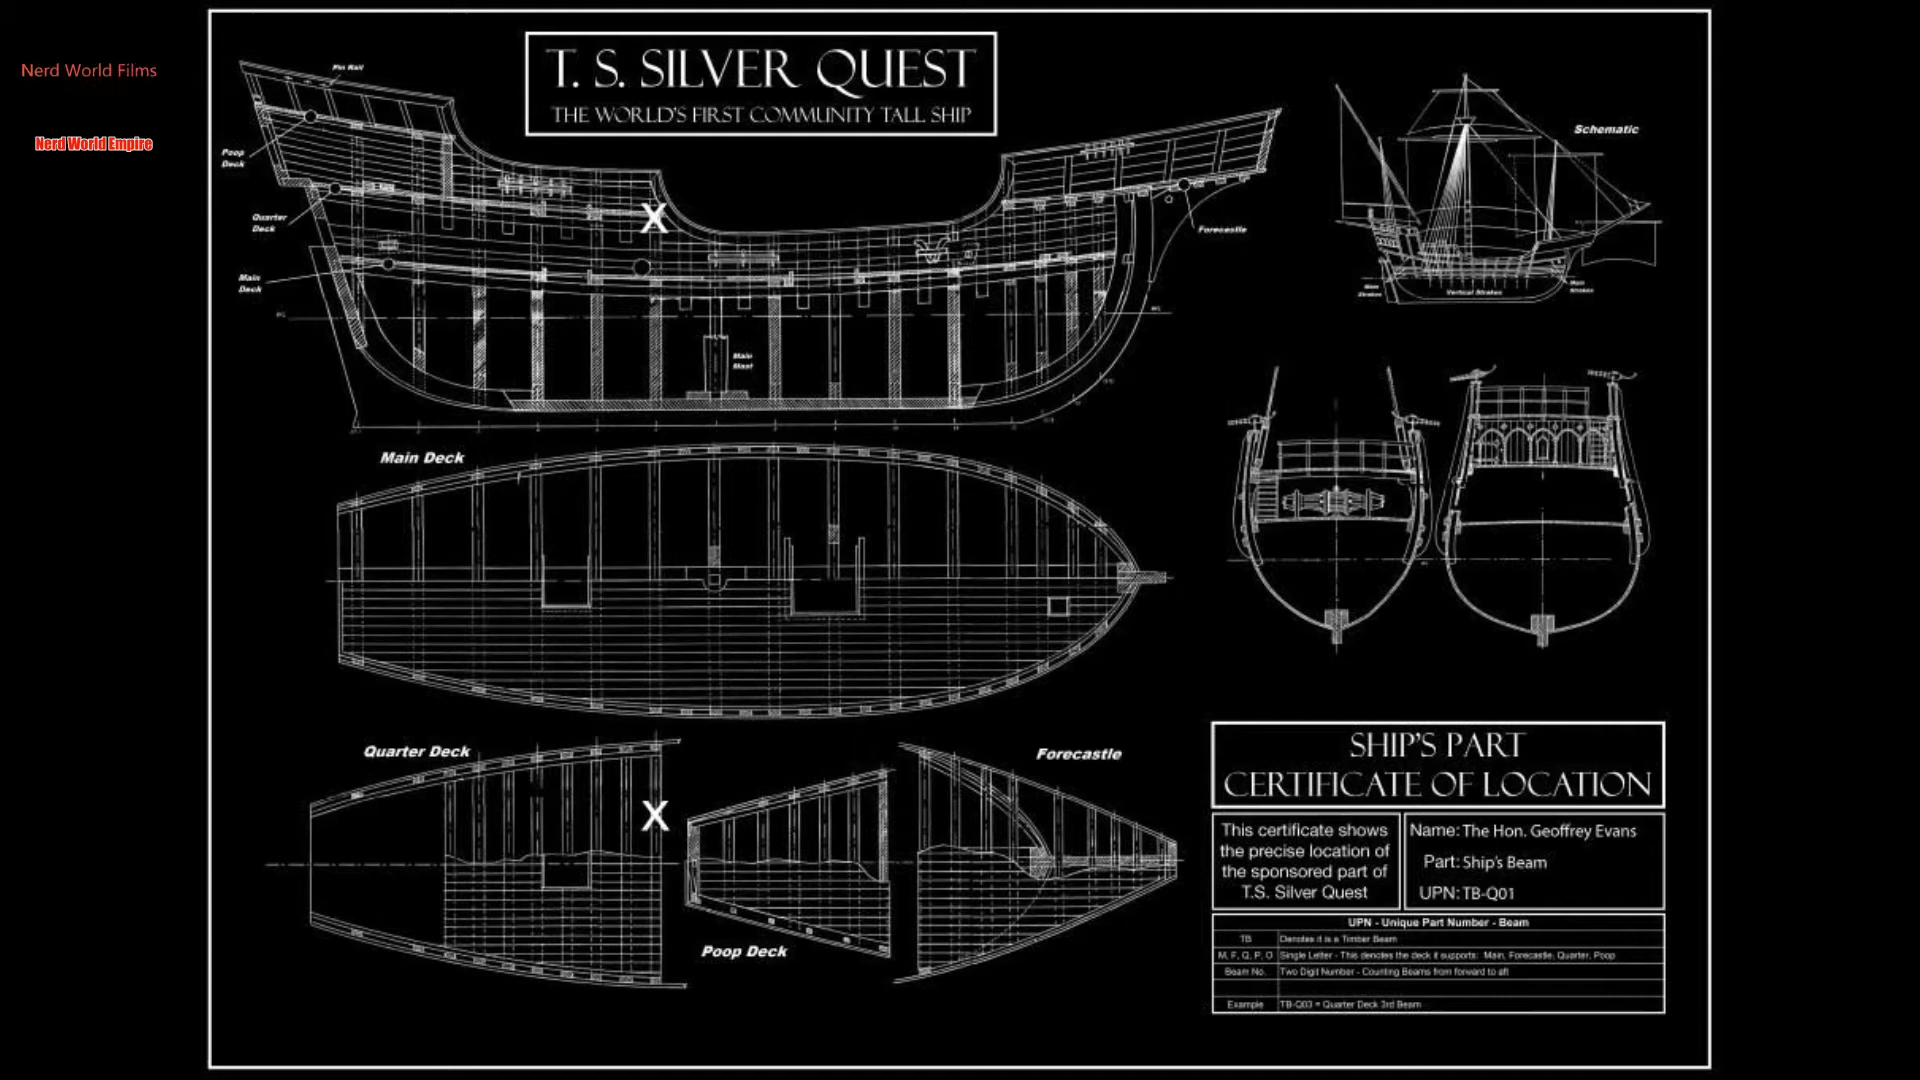 Nerd World Films
Nerd World Empire
T. S. SILVER QUEST
THE WORLD'S FIRST COMMUNITY TALL SHIP
Pin Rail
Poop
Deck
Quarter
Deck
Main
Deck
Forecastle
Main
Mast
Schematic
Main
Strakes
Vertical Strakes
Main
Strakes
Main Deck
X
Quarter Deck
X
Forecastle
Poop Deck
SHIP'S PART
CERTIFICATE OF LOCATION
This certificate shows
the precise location of
the sponsored part of
T.S. Silver Quest
Name: The Hon. Geoffrey Evans
Part: Ship's Beam
UPN: TB-Q01
UPN - Unique Part Number - Beam
TB Denotes it is a Timber Beam
M, F, Q, P, O Single Letter - This denotes the deck it supports: Main, Forecastle, Quarter, Poop
Beam No. Two Digit Number - Counting Beams from forward to aft
Example TB-Q03 = Quarter Deck 3rd Beam